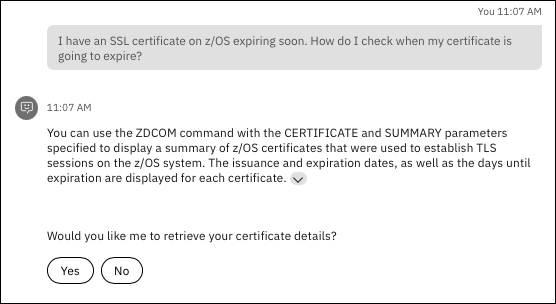 You 11:07 AM
I have an SSL certificate on z/OS expiring soon. How do I check when my certificate is
going to expire?
11:07 AM
You can use the ZDCOM command with the CERTIFICATE and SUMMARY parameters
specified to display a summary of z/OS certificates that were used to establish TLS
sessions on the z/OS system. The issuance and expiration dates, as well as the days until
expiration are displayed for each certificate.
Would you like me to retrieve your certificate details?
Yes No